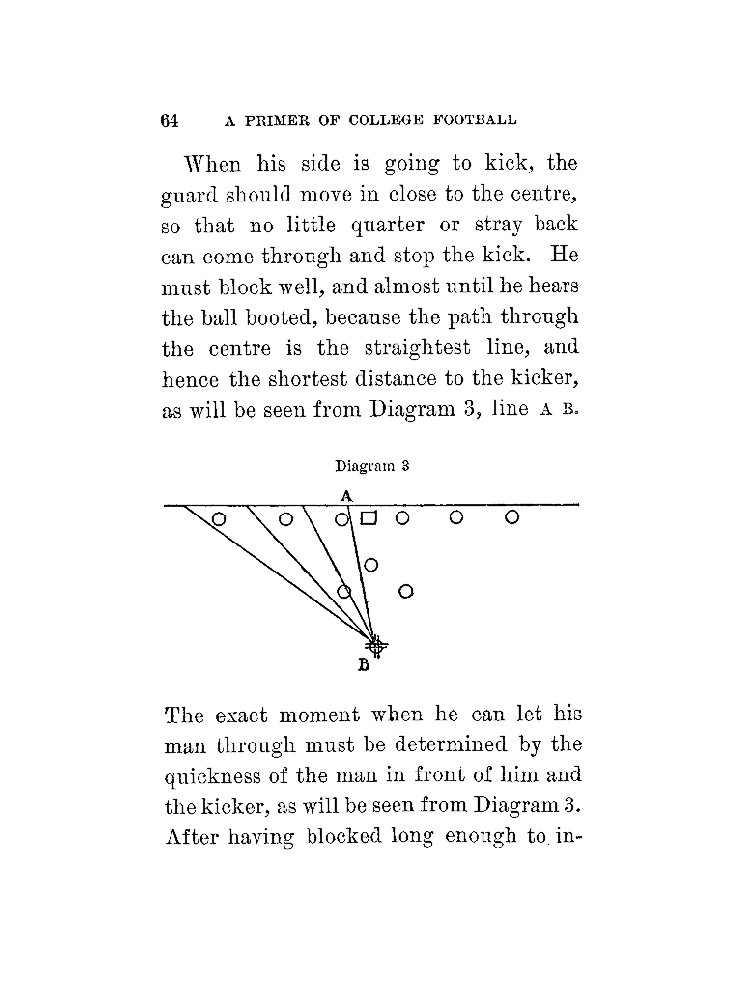 64 A PRIMER OF COLLEGE FOOTBALL
When his side is going to kick, the
guard should move in close to the centre,
so that no little quarter or stray back
can come through and stop the kick. He
must block well, and almost until he hears
the ball booted, because the path through
the centre is the straightest line, and
hence the shortest distance to the kicker,
as will be seen from Diagram 3, line A B.
Diagram 3
A
B
The exact moment when he can let his
man through must be determined by the
quickness of the man in front of him and
the kicker, as will be seen from Diagram 3.
After having blocked long enough to in-